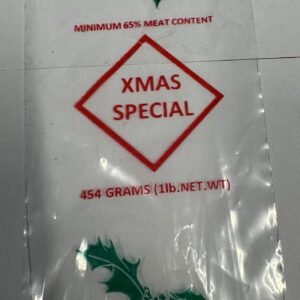 MINIMUM 65% MEAT CONTENT
XMAS
SPECIAL
454 GRAMS (1lb.NET.WT)